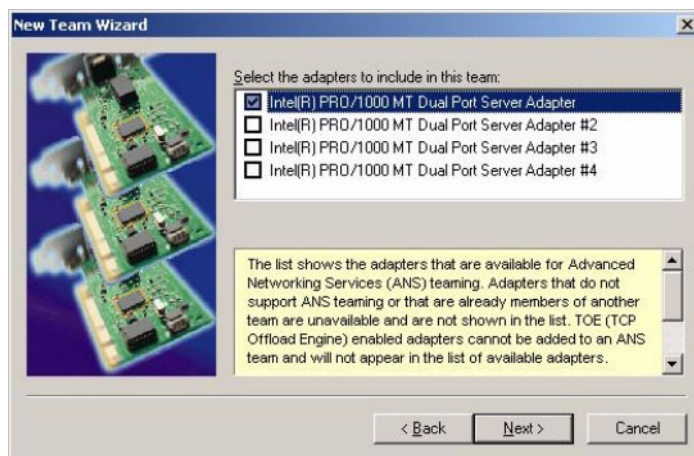 New Team Wizard
Select the adapters to include in this team:
Intel(R) PRO/1000 MT Dual Port Server Adapter
Intel(R) PRO/1000 MT Dual Port Server Adapter #2
Intel(R) PRO/1000 MT Dual Port Server Adapter #3
Intel(R) PRO/1000 MT Dual Port Server Adapter #4
The list shows the adapters that are available for Advanced
Networking Services (ANS) teaming. Adapters that do not
support ANS teaming or that are already members of another
team are unavailable and are not shown in the list. TOE (TCP
Offload Engine) enabled adapters cannot be added to an ANS
team and will not appear in the list of available adapters.
< Back
Next >
Cancel